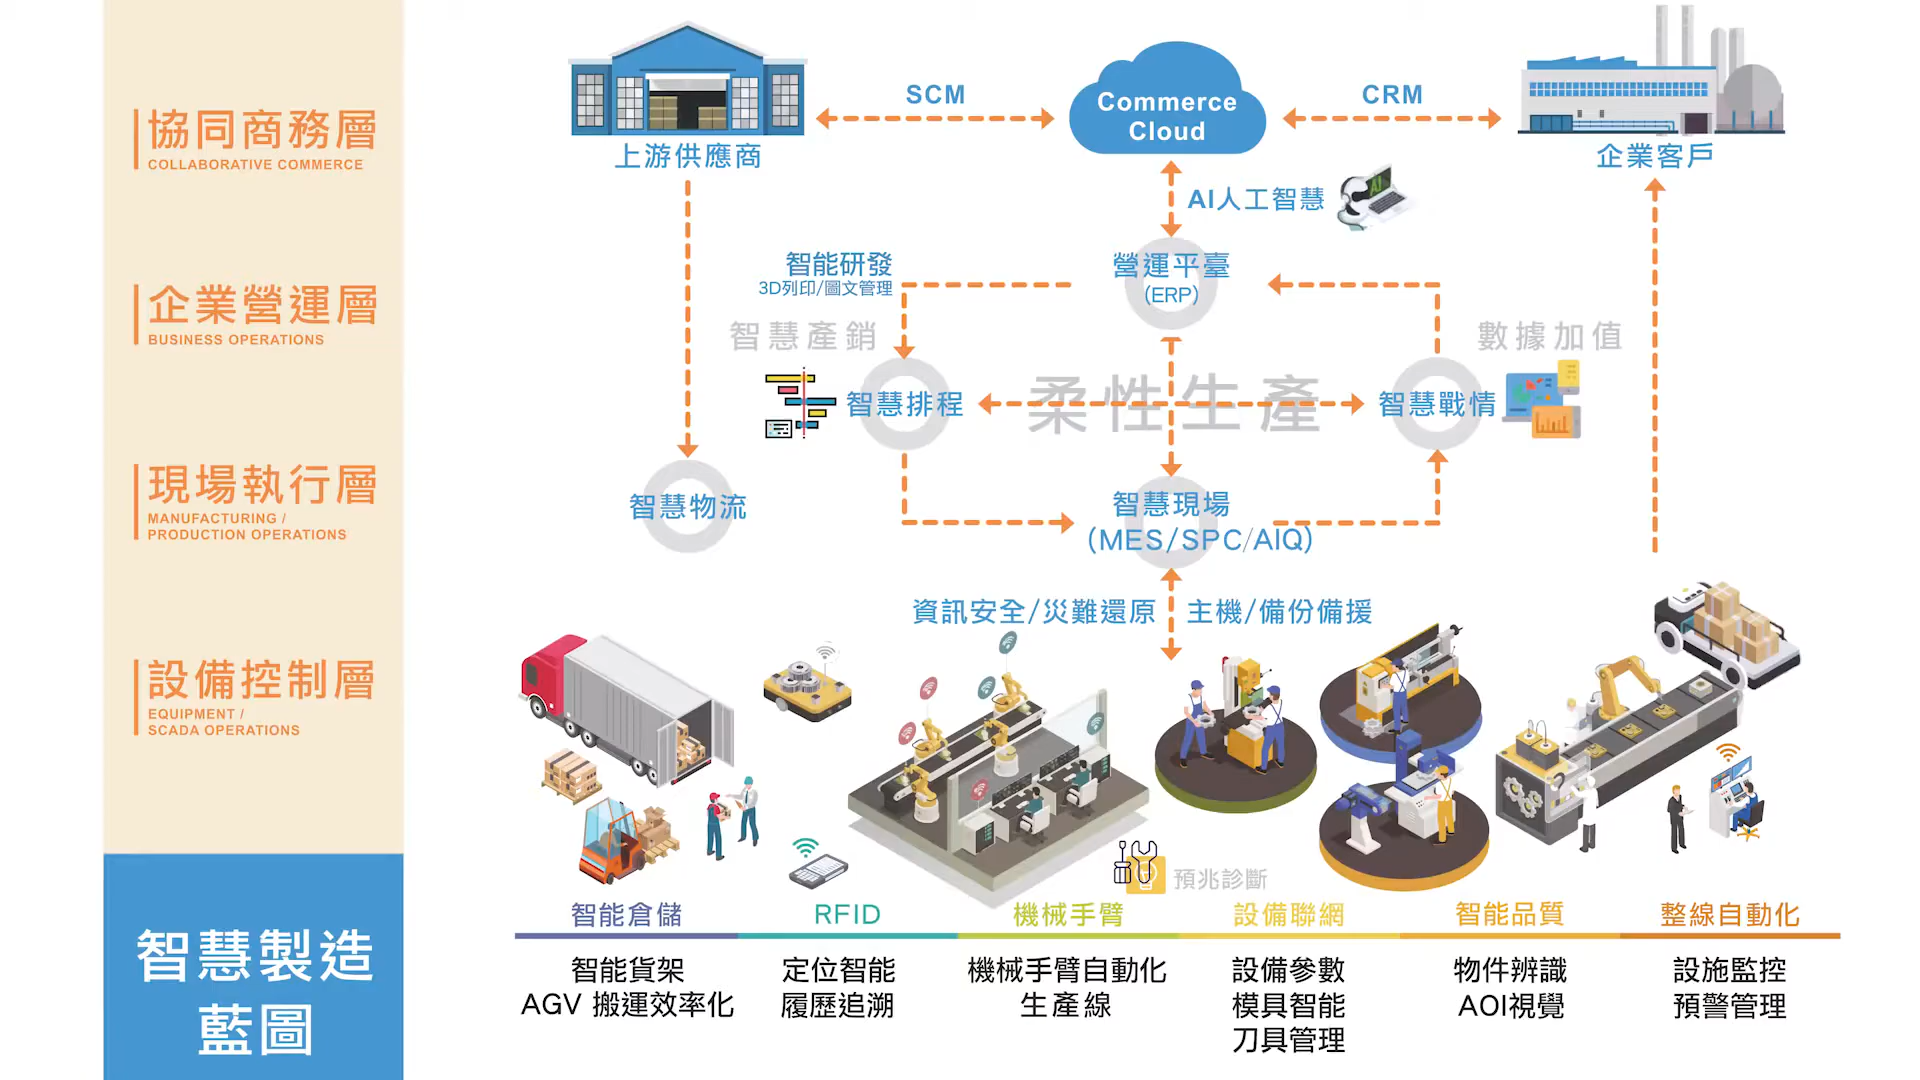 協同商務層
COLLABORATIVE COMMERCE
企業營運層
BUSINESS OPERATIONS
現場執行層
MANUFACTURING /
PRODUCTION OPERATIONS
設備控制層
EQUIPMENT /
SCADA OPERATIONS
智慧製造
藍圖
上游供應商
SCM
Commerce
Cloud
CRM
企業客戶
AI人工智慧
AI
智能研發
3D列印/圖文管理
營運平臺
(ERP)
智慧產銷
數據加值
智慧排程
柔性生產
智慧戰情
智慧物流
智慧現場
(MES/SPC/AIQ)
資訊安全/災難還原
主機/備份備援
預兆診斷
智能倉儲
RFID
機械手臂
設備聯網
智能品質
整線自動化
智能貨架
AGV 搬運效率化
定位智能
履歷追溯
機械手臂自動化
生產線
設備參數
模具智能
刀具管理
物件辨識
AOI視覺
設施監控
預警管理